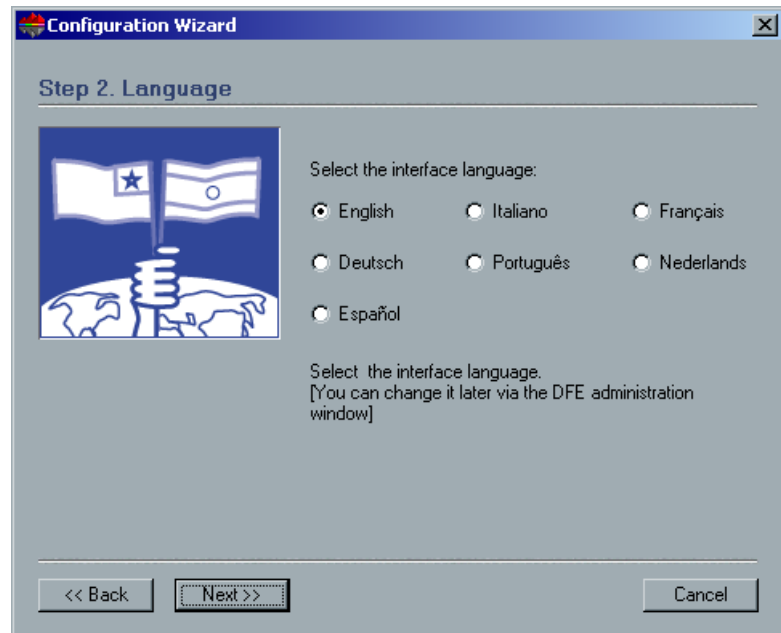 Configuration Wizard
Step 2. Language
Select the interface language:
English Italiano Français
Deutsch Português Nederlands
Español
Select the interface language.
[You can change it later via the DFE administration
window]
<< Back Next >> Cancel